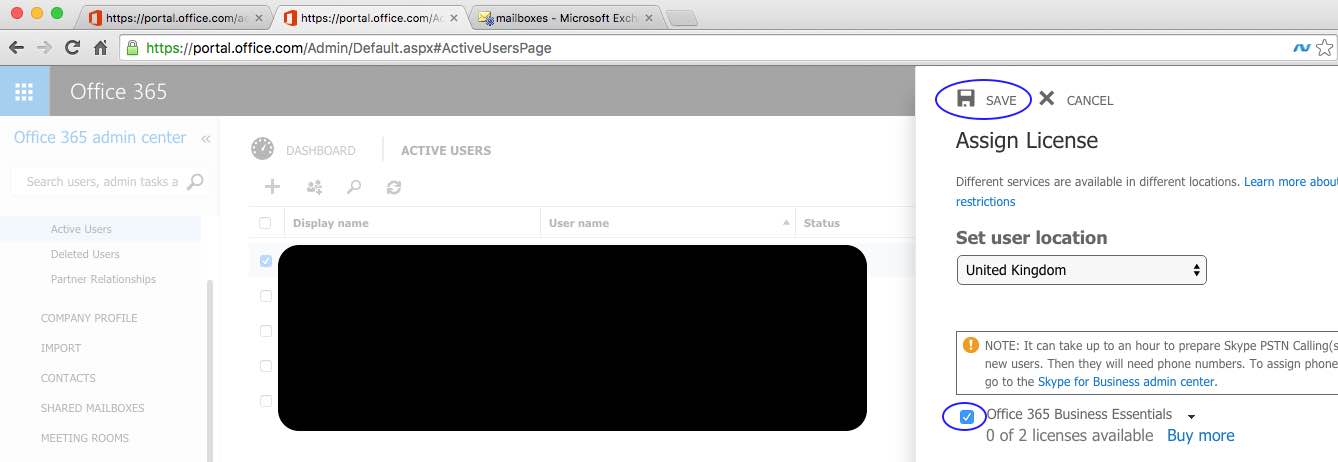 https://portal.office.com/ac
https://portal.office.com/Ac
mailboxes - Microsoft Exch
https://portal.office.com/Admin/Default.aspx#ActiveUsersPage
Office 365
SAVE
CANCEL
Office 365 admin center
Search users, admin tasks a
Active Users
Deleted Users
Partner Relationships
COMPANY PROFILE
IMPORT
CONTACTS
SHARED MAILBOXES
MEETING ROOMS
DASHBOARD
ACTIVE USERS
Display name
User name
Status
Assign License
Different services are available in different locations. Learn more about
restrictions
Set user location
United Kingdom
NOTE: It can take up to an hour to prepare Skype PSTN Calling(s
new users. Then they will need phone numbers. To assign phone
go to the Skype for Business admin center.
Office 365 Business Essentials
0 of 2 licenses available Buy more